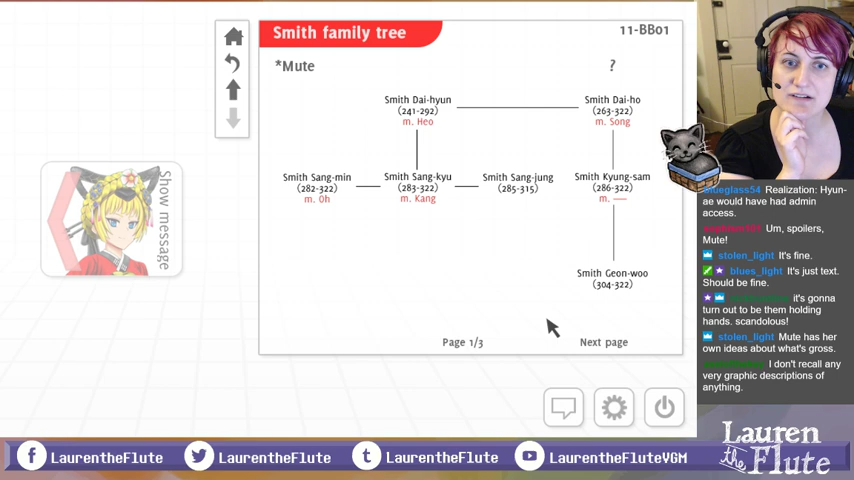 Smith family tree
11-BB01
*Mute
?
Smith Dai-hyun
(241-292)
m. Heo
Smith Dai-ho
(263-322)
m. Song
Smith Sang-min
(282-322)
m. Oh
Smith Sang-kyu
(283-322)
m. Kang
Smith Sang-jung
(285-315)
Smith Kyung-sam
(286-322)
m. —
Smith Geon-woo
(304-322)
Page 1/3
Next page
Show message
blueglass54 Realization: Hyun-
ae would have had admin
access.
Um, spoilers,
Mute!
stolen_light It's fine.
blues_light It's just text.
Should be fine.
it's gonna
turn out to be them holding
hands. scandolous!
stolen_light Mute has her
own ideas about what's gross.
I don't recall any
very graphic descriptions of
anything.
Lauren
the Flute
LaurentheFlute
LaurentheFlute
LaurentheFlute
LaurentheFluteVGM